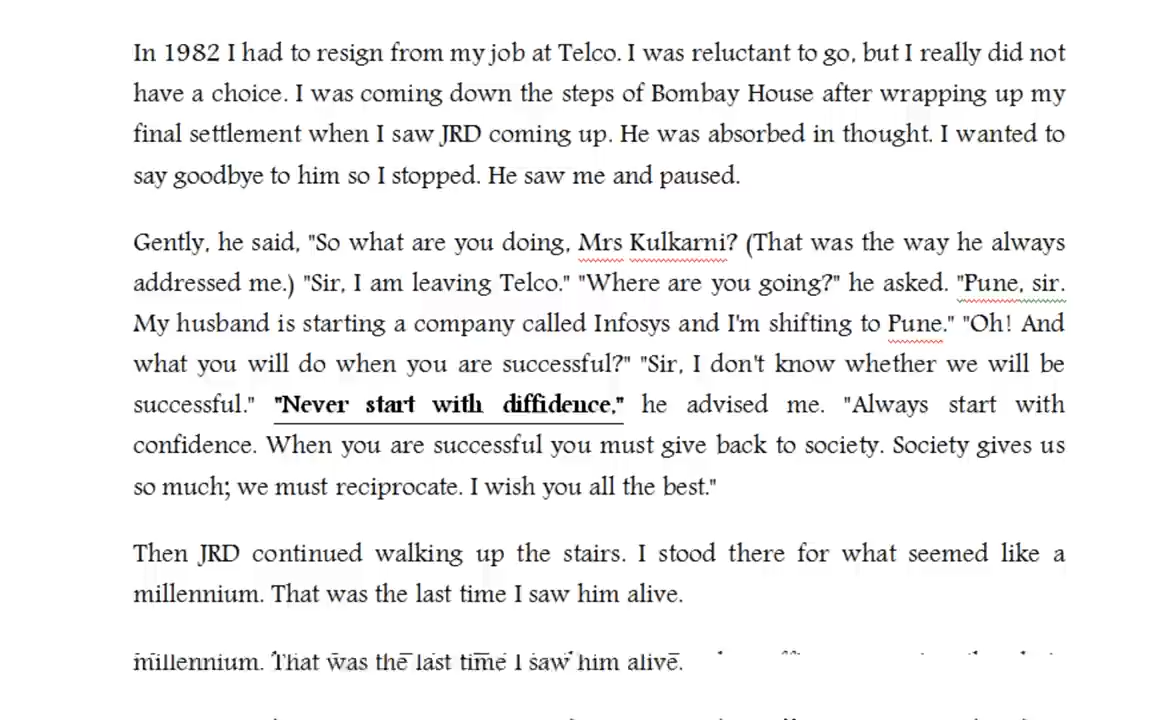 In 1982 I had to resign from my job at Telco. I was reluctant to go, but I really did not
have a choice. I was coming down the steps of Bombay House after wrapping up my
final settlement when I saw JRD coming up. He was absorbed in thought. I wanted to
say goodbye to him so I stopped. He saw me and paused.
Gently, he said, "So what are you doing, Mrs Kulkarni? (That was the way he always
addressed me.) "Sir, I am leaving Telco." "Where are you going?" he asked. "Pune, sir.
My husband is starting a company called Infosys and I'm shifting to Pune." "Oh! And
what you will do when you are successful?" "Sir, I don't know whether we will be
successful." "Never start with diffidence," he advised me. "Always start with
confidence. When you are successful you must give back to society. Society gives us
so much; we must reciprocate. I wish you all the best."
Then JRD continued walking up the stairs. I stood there for what seemed like a
millennium. That was the last time I saw him alive.
millennium. That was the last time I saw him alive.